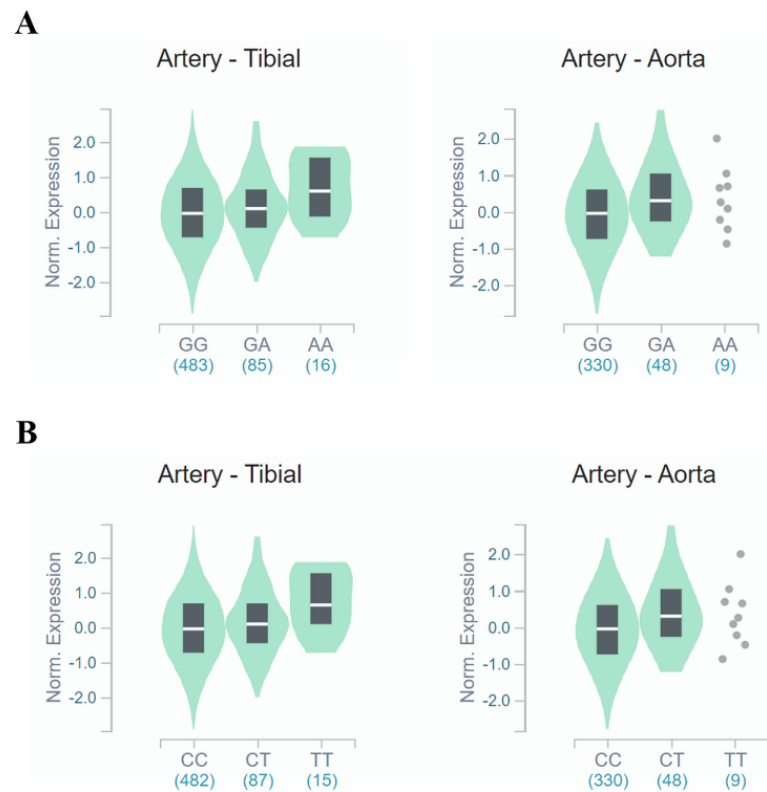 A
Artery - Tibial
Artery - Aorta
Norm. Expression
2.0
1.0
0.0
-1.0
-2.0
GG GA AA
(483) (85) (16)
Norm. Expression
2.0
1.0
0.0
-1.0
-2.0
GG GA AA
(330) (48) (9)
B
Artery - Tibial
Artery - Aorta
Norm. Expression
2.0
1.0
0.0
-1.0
-2.0
CC CT TT
(482) (87) (15)
Norm. Expression
2.0
1.0
0.0
-1.0
-2.0
CC CT TT
(330) (48) (9)